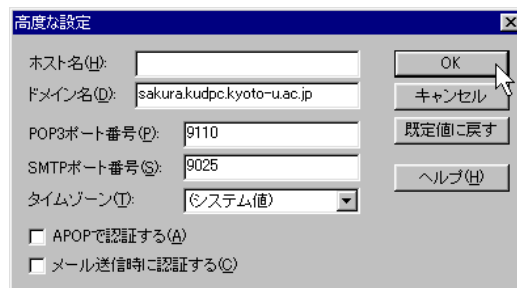 高度な設定
ホスト名(H):
OK
ドメイン名(D): sakura.kudpc.kyoto-u.ac.jp
キャンセル
POP3ポート番号(P): 9110
既定値に戻す
SMTPポート番号(S): 9025
ヘルプ(H)
タイムゾーン(T): (システム値)
APOPで認証する(A)
メール送信時に認証する(C)